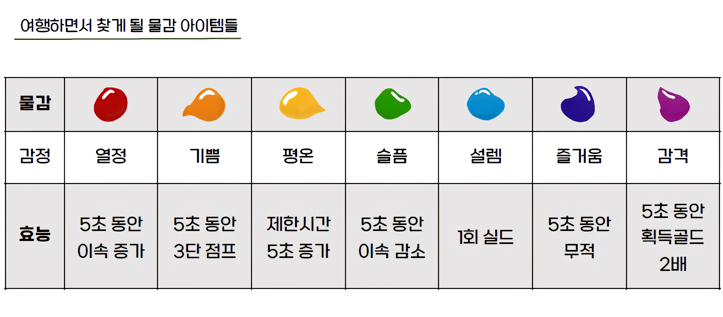 여행하면서 찾게 될 물감 아이템들
물감
감정 열정 기쁨 평온 슬픔 설렘 즐거움 감격
효능
5초 동안
이속 증가
5초 동안
3단 점프
제한시간
5초 증가
5초 동안
이속 감소
1회 실드
5초 동안
무적
5초 동안
획득골드
2배